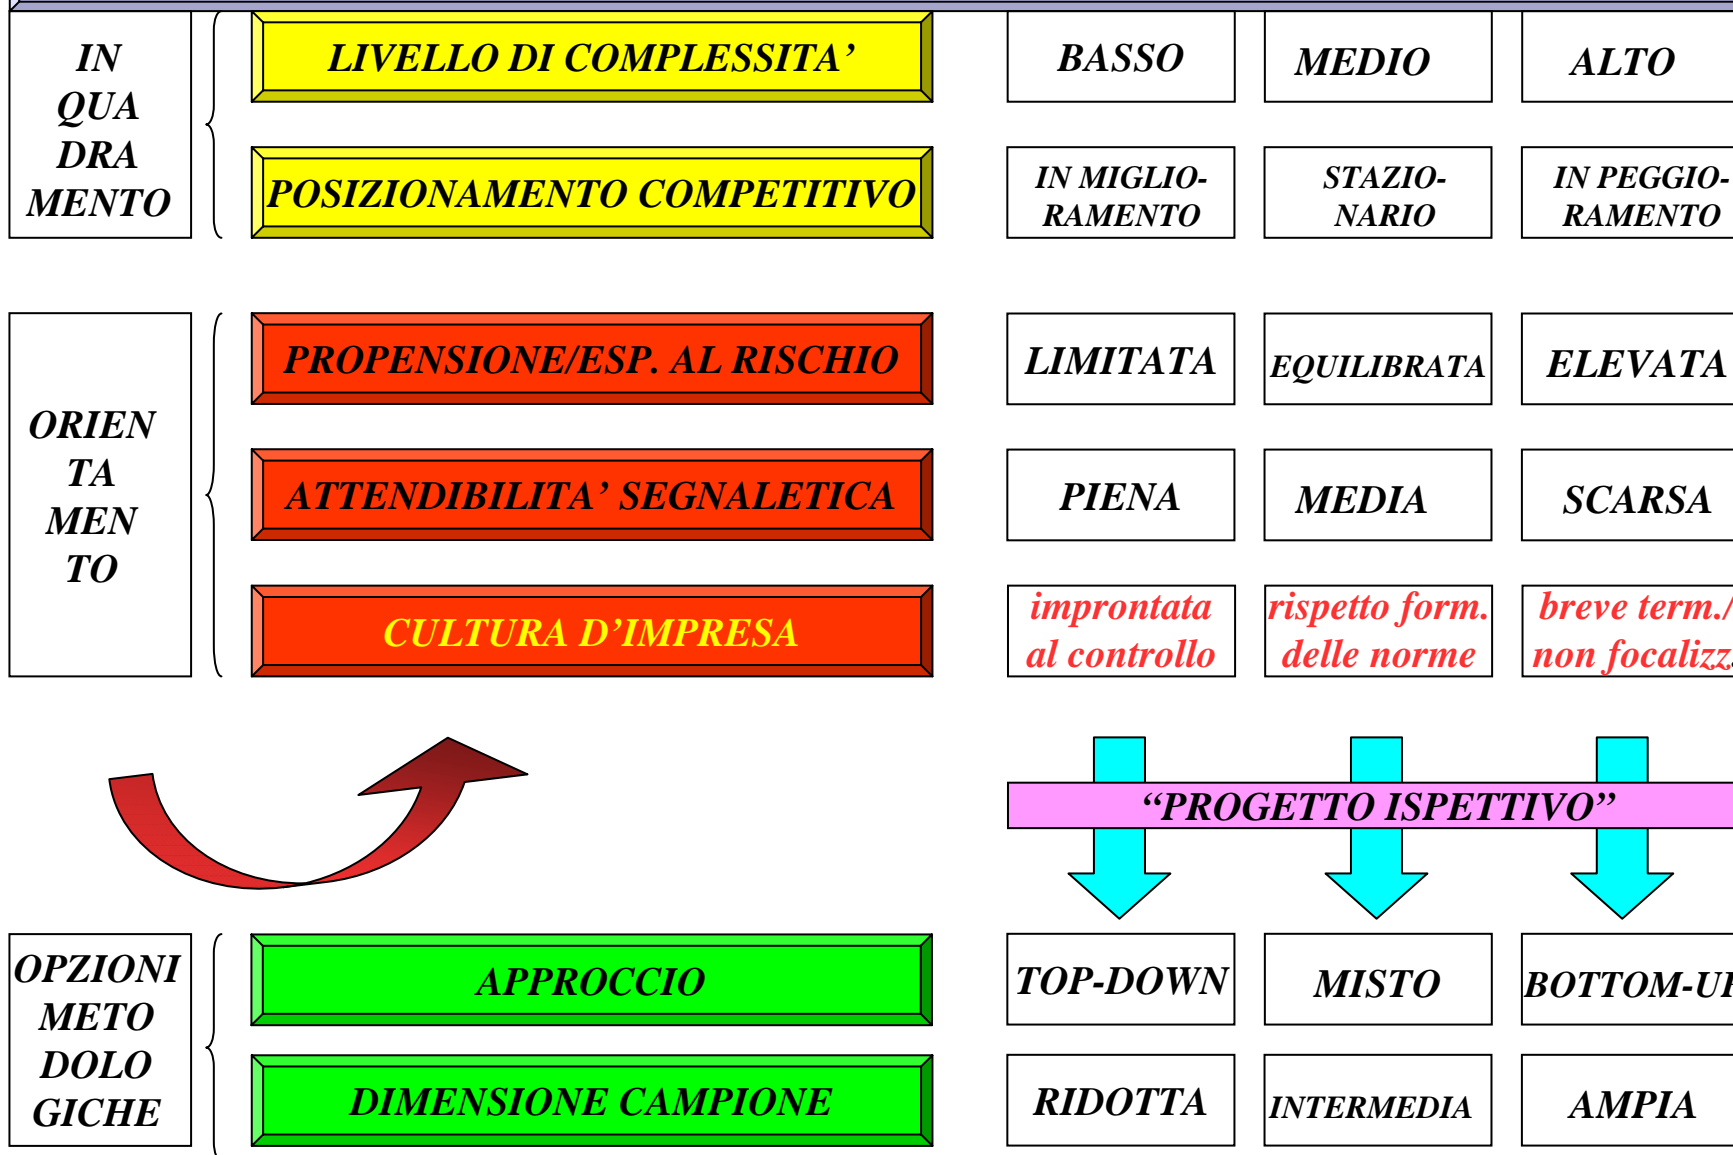 IN
QUA
DRA
MENTO
LIVELLO DI COMPLESSITA’
BASSO
MEDIO
ALTO
POSIZIONAMENTO COMPETITIVO
IN MIGLIO-
RAMENTO
STAZIO-
NARIO
IN PEGGIO-
RAMENTO
ORIEN
TA
MEN
TO
PROPENSIONE/ESP. AL RISCHIO
LIMITATA
EQUILIBRATA
ELEVATA
ATTENDIBILITA’ SEGNALETICA
PIENA
MEDIA
SCARSA
CULTURA D’IMPRESA
improntata
al controllo
rispetto form.
delle norme
breve term./
non focalizz.
“PROGETTO ISPETTIVO”
OPZIONI
METO
DOLO
GICHE
APPROCCIO
TOP-DOWN
MISTO
BOTTOM-UP
DIMENSIONE CAMPIONE
RIDOTTA
INTERMEDIA
AMPIA